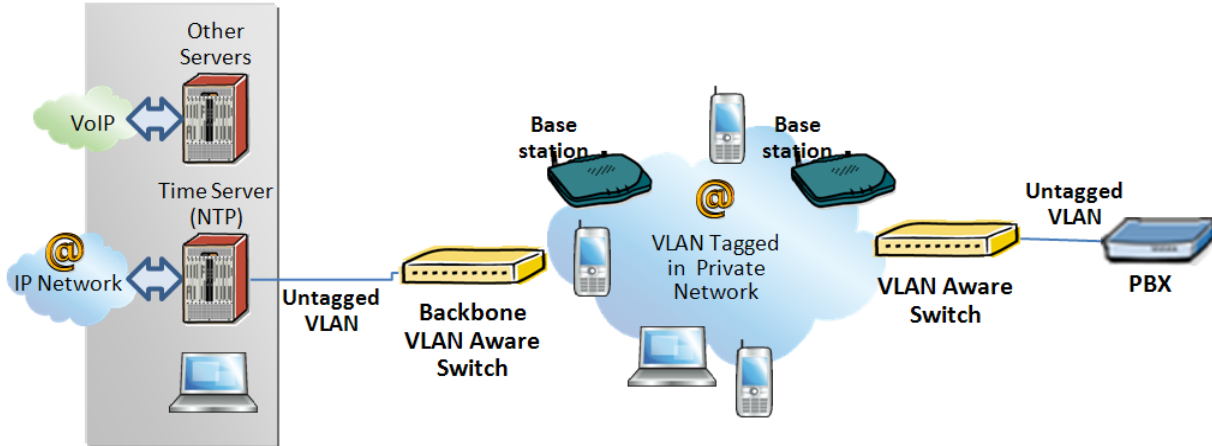 Other
Servers
VoIP
Time Server
(NTP)
@
IP Network
Untagged
VLAN
Backbone
VLAN Aware
Switch
Base
station
@
VLAN Tagged
in Private
Network
Base
station
VLAN Aware
Switch
Untagged
VLAN
PBX